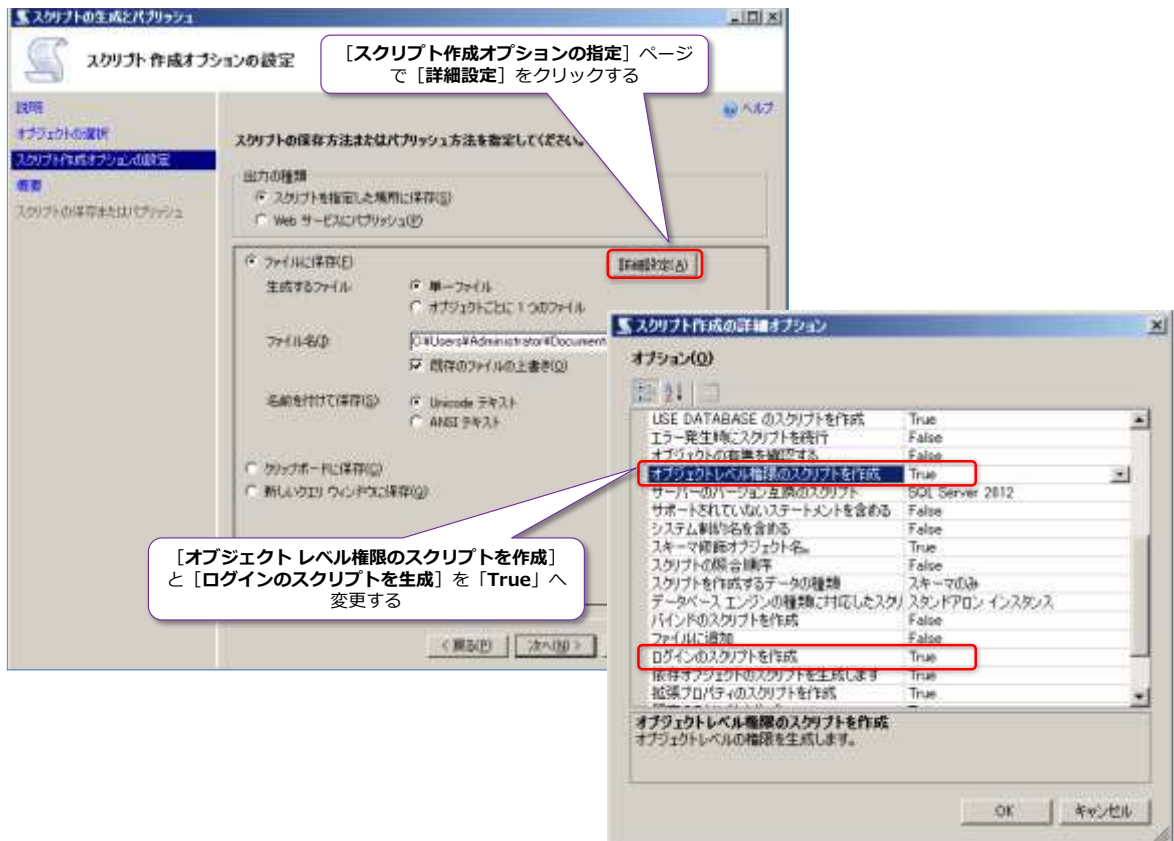 スクリプトの生成とパブリッシュ
スクリプト 作成オプションの設定
［スクリプト作成オプションの指定］ページ
で［詳細設定］をクリックする
説明
オブジェクトの選択
スクリプト作成オプションの設定
概要
スクリプトの保存またはパブリッシュ
ヘルプ
スクリプトの保存方法またはパブリッシュ方法を指定してください。
出力の種類
スクリプトを指定した場所に保存(S)
Web サービスにパブリッシュ(P)
ファイルに保存(F)
詳細設定(A)
生成するファイル
単一ファイル
オブジェクトごとに 1 つのファイル
ファイル名(I):
C:¥Users¥Administrator¥Document
既存のファイルの上書き(O)
名前を付けて保存(S)
Unicode テキスト
ANSI テキスト
クリップボードに保存(C)
新しいクエリ ウィンドウに保存(Q)
［オブジェクト レベル権限のスクリプトを作成］
と［ログインのスクリプトを生成］を「True」へ
変更する
< 戻る(P)
次へ(N) >
スクリプト作成の詳細オプション
オプション(O)
USE DATABASE のスクリプトを作成 True
エラー発生時にスクリプトを続行 False
オブジェクトの有無を確認する False
オブジェクトレベル権限のスクリプトを作成 True
サーバーのバージョン互換のスクリプト SQL Server 2012
サポートされていないステートメントを含める False
システム制約名を含める False
スキーマ修飾オブジェクト名。 True
スクリプトの照合順序 False
スクリプトを作成するデータの種類 スキーマのみ
データベース エンジンの種類に対応したスクリ スタンドアロン インスタンス
バインドのスクリプトを作成 False
ファイルに追加 False
ログインのスクリプトを作成 True
依存オブジェクトのスクリプトを生成します True
拡張プロパティのスクリプトを作成 True
オブジェクトレベル権限のスクリプトを作成
オブジェクトレベルの権限を生成します。
OK
キャンセル